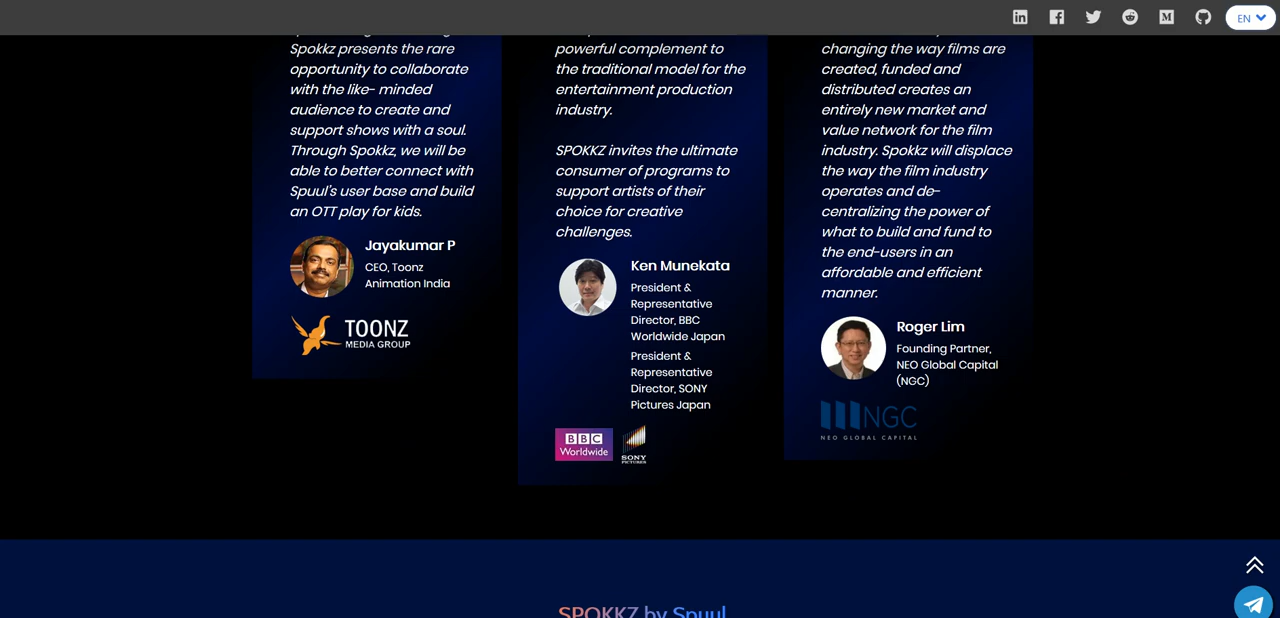 EN
Spokkz presents the rare
opportunity to collaborate
with the like- minded
audience to create and
support shows with a soul.
Through Spokkz, we will be
able to better connect with
Spuul's user base and build
an OTT play for kids.
Jayakumar P
CEO, Toonz
Animation India
TOONZ
MEDIA GROUP
powerful complement to
the traditional model for the
entertainment production
industry.
SPOKKZ invites the ultimate
consumer of programs to
support artists of their
choice for creative
challenges.
Ken Munekata
President &
Representative
Director, BBC
Worldwide Japan
President &
Representative
Director, SONY
Pictures Japan
BBC
Worldwide
SONY
PICTURES
changing the way films are
created, funded and
distributed creates an
entirely new market and
value network for the film
industry. Spokkz will displace
the way the film industry
operates and de-
centralizing the power of
what to build and fund to
the end-users in an
affordable and efficient
manner.
Roger Lim
Founding Partner,
NEO Global Capital
(NGC)
NGC
NEO GLOBAL CAPITAL
SPOKKZ by Spuul